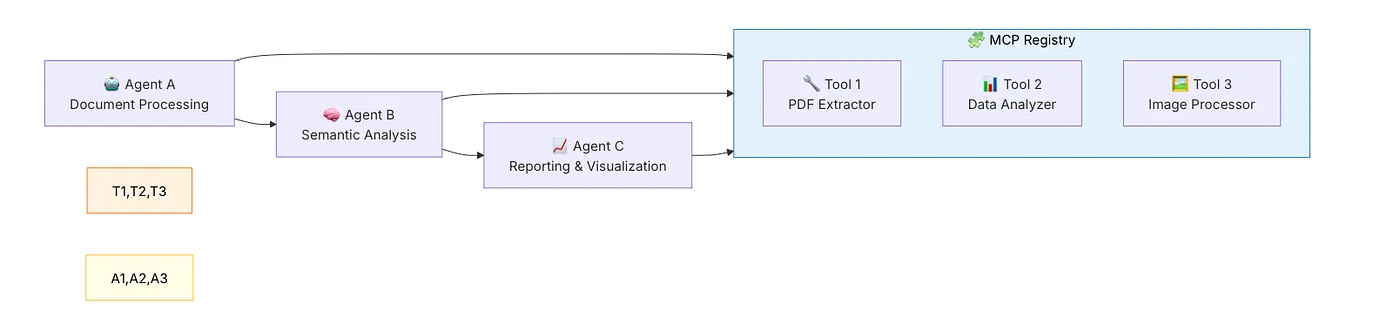 MCP Registry
Agent A
Document Processing
Agent B
Semantic Analysis
Agent C
Reporting & Visualization
Tool 1
PDF Extractor
Tool 2
Data Analyzer
Tool 3
Image Processor
T1,T2,T3
A1,A2,A3